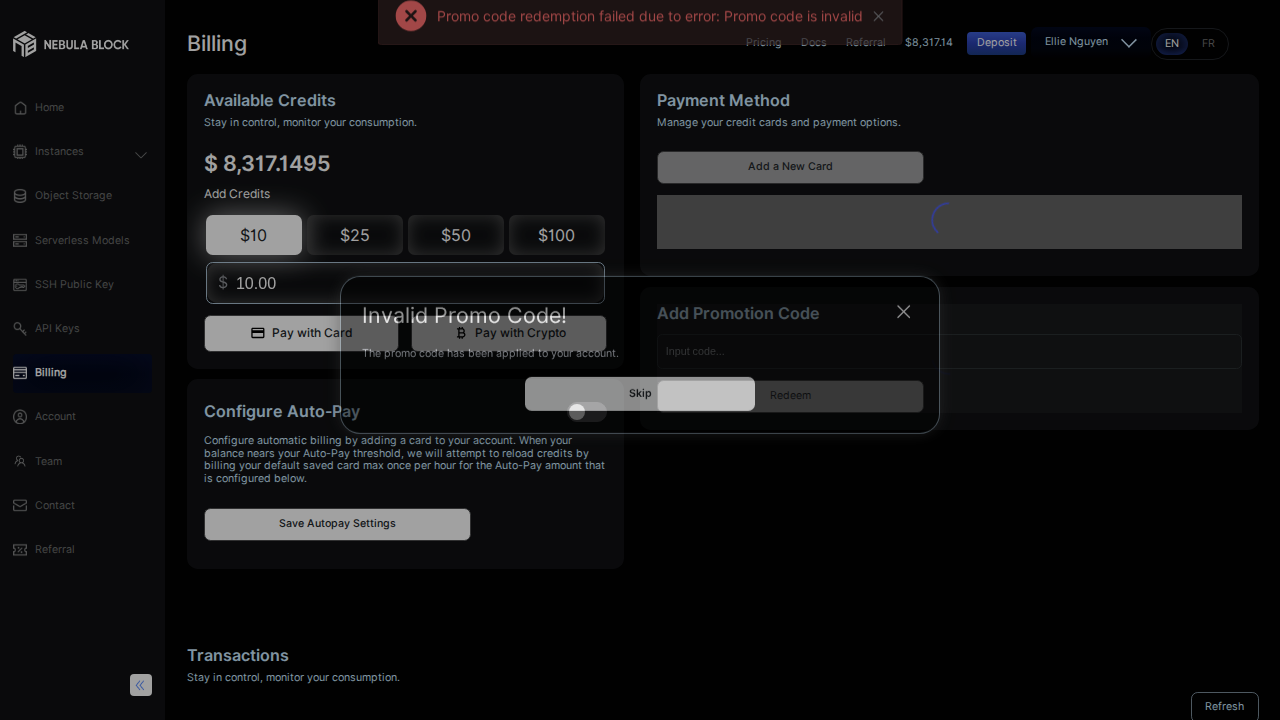 Promo code redemption failed due to error: Promo code is invalid
NEBULA BLOCK
Billing
Pricing
Docs
Referral
$8,317.14
Deposit
Ellie Nguyen
EN
FR
Home
Instances
Object Storage
Serverless Models
SSH Public Key
API Keys
Billing
Account
Team
Contact
Referral
Available Credits
Stay in control, monitor your consumption.
$ 8,317.1495
Add Credits
$10
$25
$50
$100
$ 10.00
Pay with Card
Pay with Crypto
Payment Method
Manage your credit cards and payment options.
Add a New Card
Add Promotion Code
Input code...
Redeem
Invalid Promo Code!
The promo code has been applied to your account.
Skip
Configure Auto-Pay
Configure automatic billing by adding a card to your account. When your
balance nears your Auto-Pay threshold, we will attempt to reload credits by
billing your default saved card max once per hour for the Auto-Pay amount that
is configured below.
Save Autopay Settings
Transactions
Stay in control, monitor your consumption.
Refresh